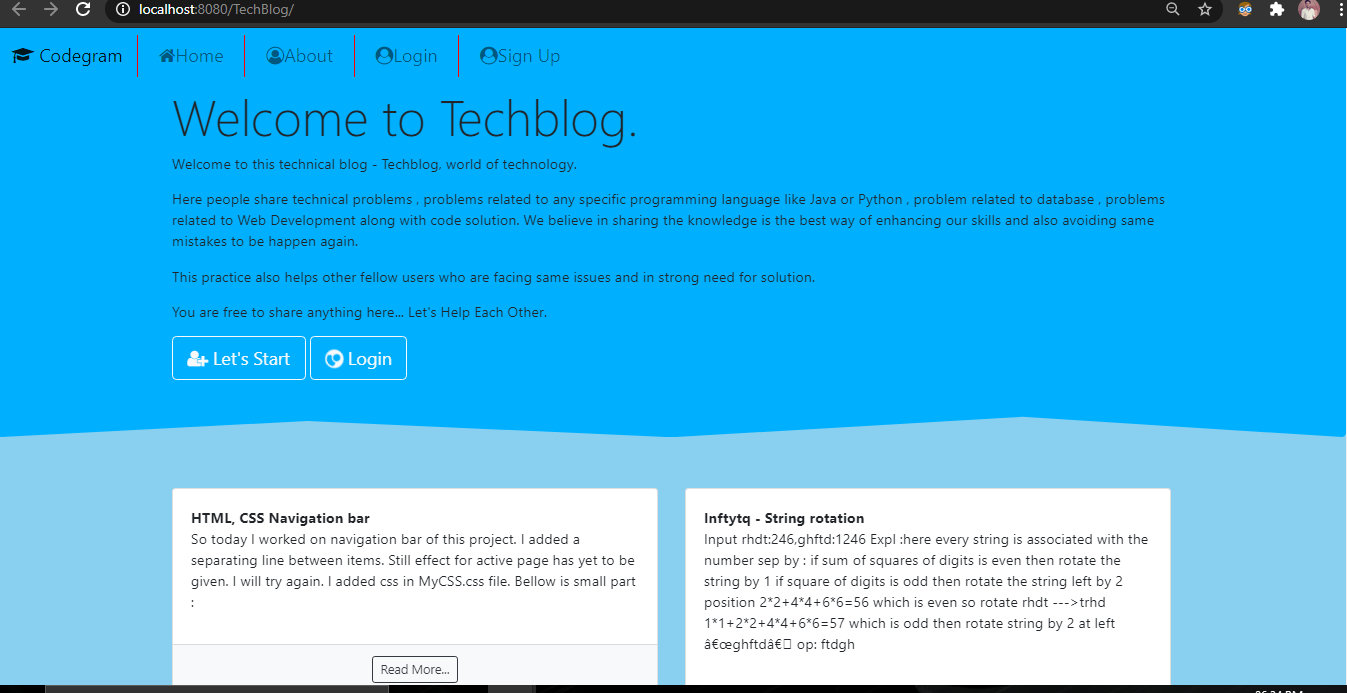 localhost:8080/TechBlog/
Codegram Home About Login Sign Up
Welcome to Techblog.
Welcome to this technical blog - Techblog, world of technology.
Here people share technical problems , problems related to any specific programming language like Java or Python , problem related to database , problems
related to Web Development along with code solution. We believe in sharing the knowledge is the best way of enhancing our skills and also avoiding same
mistakes to be happen again.
This practice also helps other fellow users who are facing same issues and in strong need for solution.
You are free to share anything here... Let's Help Each Other.
Let's Start Login
HTML, CSS Navigation bar
So today I worked on navigation bar of this project. I added a
separating line between items. Still effect for active page has yet to be
given. I will try again. I added css in MyCSS.css file. Bellow is small part
:
Read More...
Inftytq - String rotation
Input rhdt:246,ghftd:1246 Expl :here every string is associated with the
number sep by : if sum of squares of digits is even then rotate the
string by 1 if square of digits is odd then rotate the string left by 2
position 2*2+4*4+6*6=56 which is even so rotate rhdt --->trhd
1*1+2*2+4*4+6*6=57 which is odd then rotate string by 2 at left
â€œghftdâ€ op: ftdgh